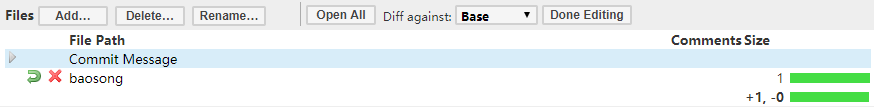 Files Add... Delete... Rename... Open All Diff against: Base Done Editing
File Path Comments Size
Commit Message
baosong 1
+1, -0